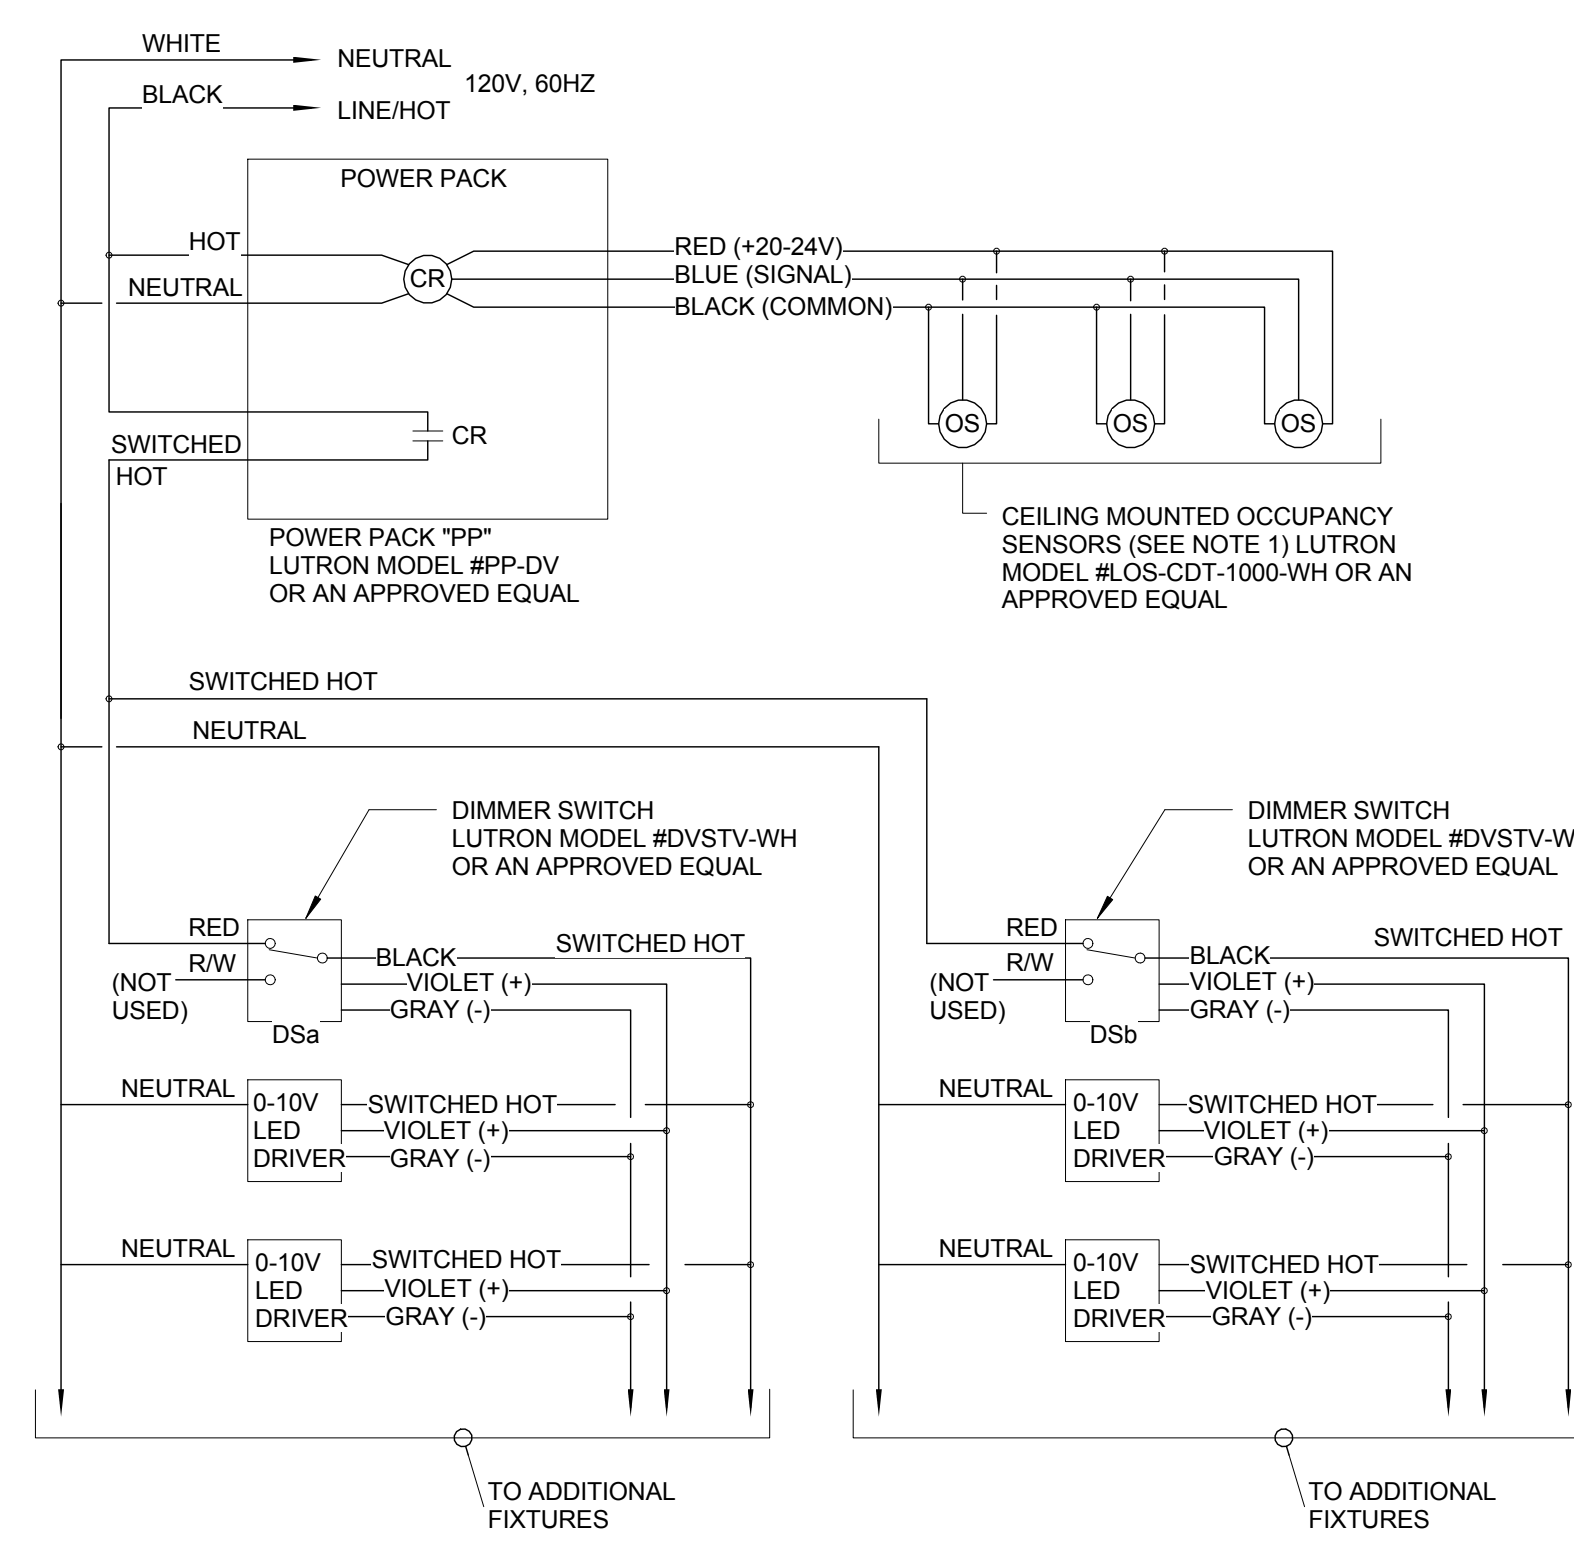 WHITE
NEUTRAL
120V, 60HZ
BLACK
LINE/HOT
POWER PACK
HOT
NEUTRAL
CR
RED (+20-24V)
BLUE (SIGNAL)
BLACK (COMMON)
SWITCHED
HOT
CR
OS
OS
OS
POWER PACK "PP"
LUTRON MODEL #PP-DV
OR AN APPROVED EQUAL
CEILING MOUNTED OCCUPANCY
SENSORS (SEE NOTE 1) LUTRON
MODEL #LOS-CDT-1000-WH OR AN
APPROVED EQUAL
SWITCHED HOT
NEUTRAL
DIMMER SWITCH
LUTRON MODEL #DVSTV-WH
OR AN APPROVED EQUAL
RED
R/W
(NOT
USED)
BLACK
SWITCHED HOT
VIOLET (+)
GRAY (-)
DSa
NEUTRAL
0-10V
LED
DRIVER
SWITCHED HOT
VIOLET (+)
GRAY (-)
NEUTRAL
0-10V
LED
DRIVER
SWITCHED HOT
VIOLET (+)
GRAY (-)
TO ADDITIONAL
FIXTURES
DIMMER SWITCH
LUTRON MODEL #DVSTV-W
OR AN APPROVED EQUAL
RED
R/W
(NOT
USED)
BLACK
SWITCHED HOT
VIOLET (+)
GRAY (-)
DSb
NEUTRAL
0-10V
LED
DRIVER
SWITCHED HOT
VIOLET (+)
GRAY (-)
NEUTRAL
0-10V
LED
DRIVER
SWITCHED HOT
VIOLET (+)
GRAY (-)
TO ADDITIONAL
FIXTURES